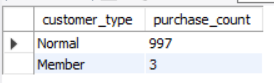 customer_type purchase_count
Normal 997
Member 3